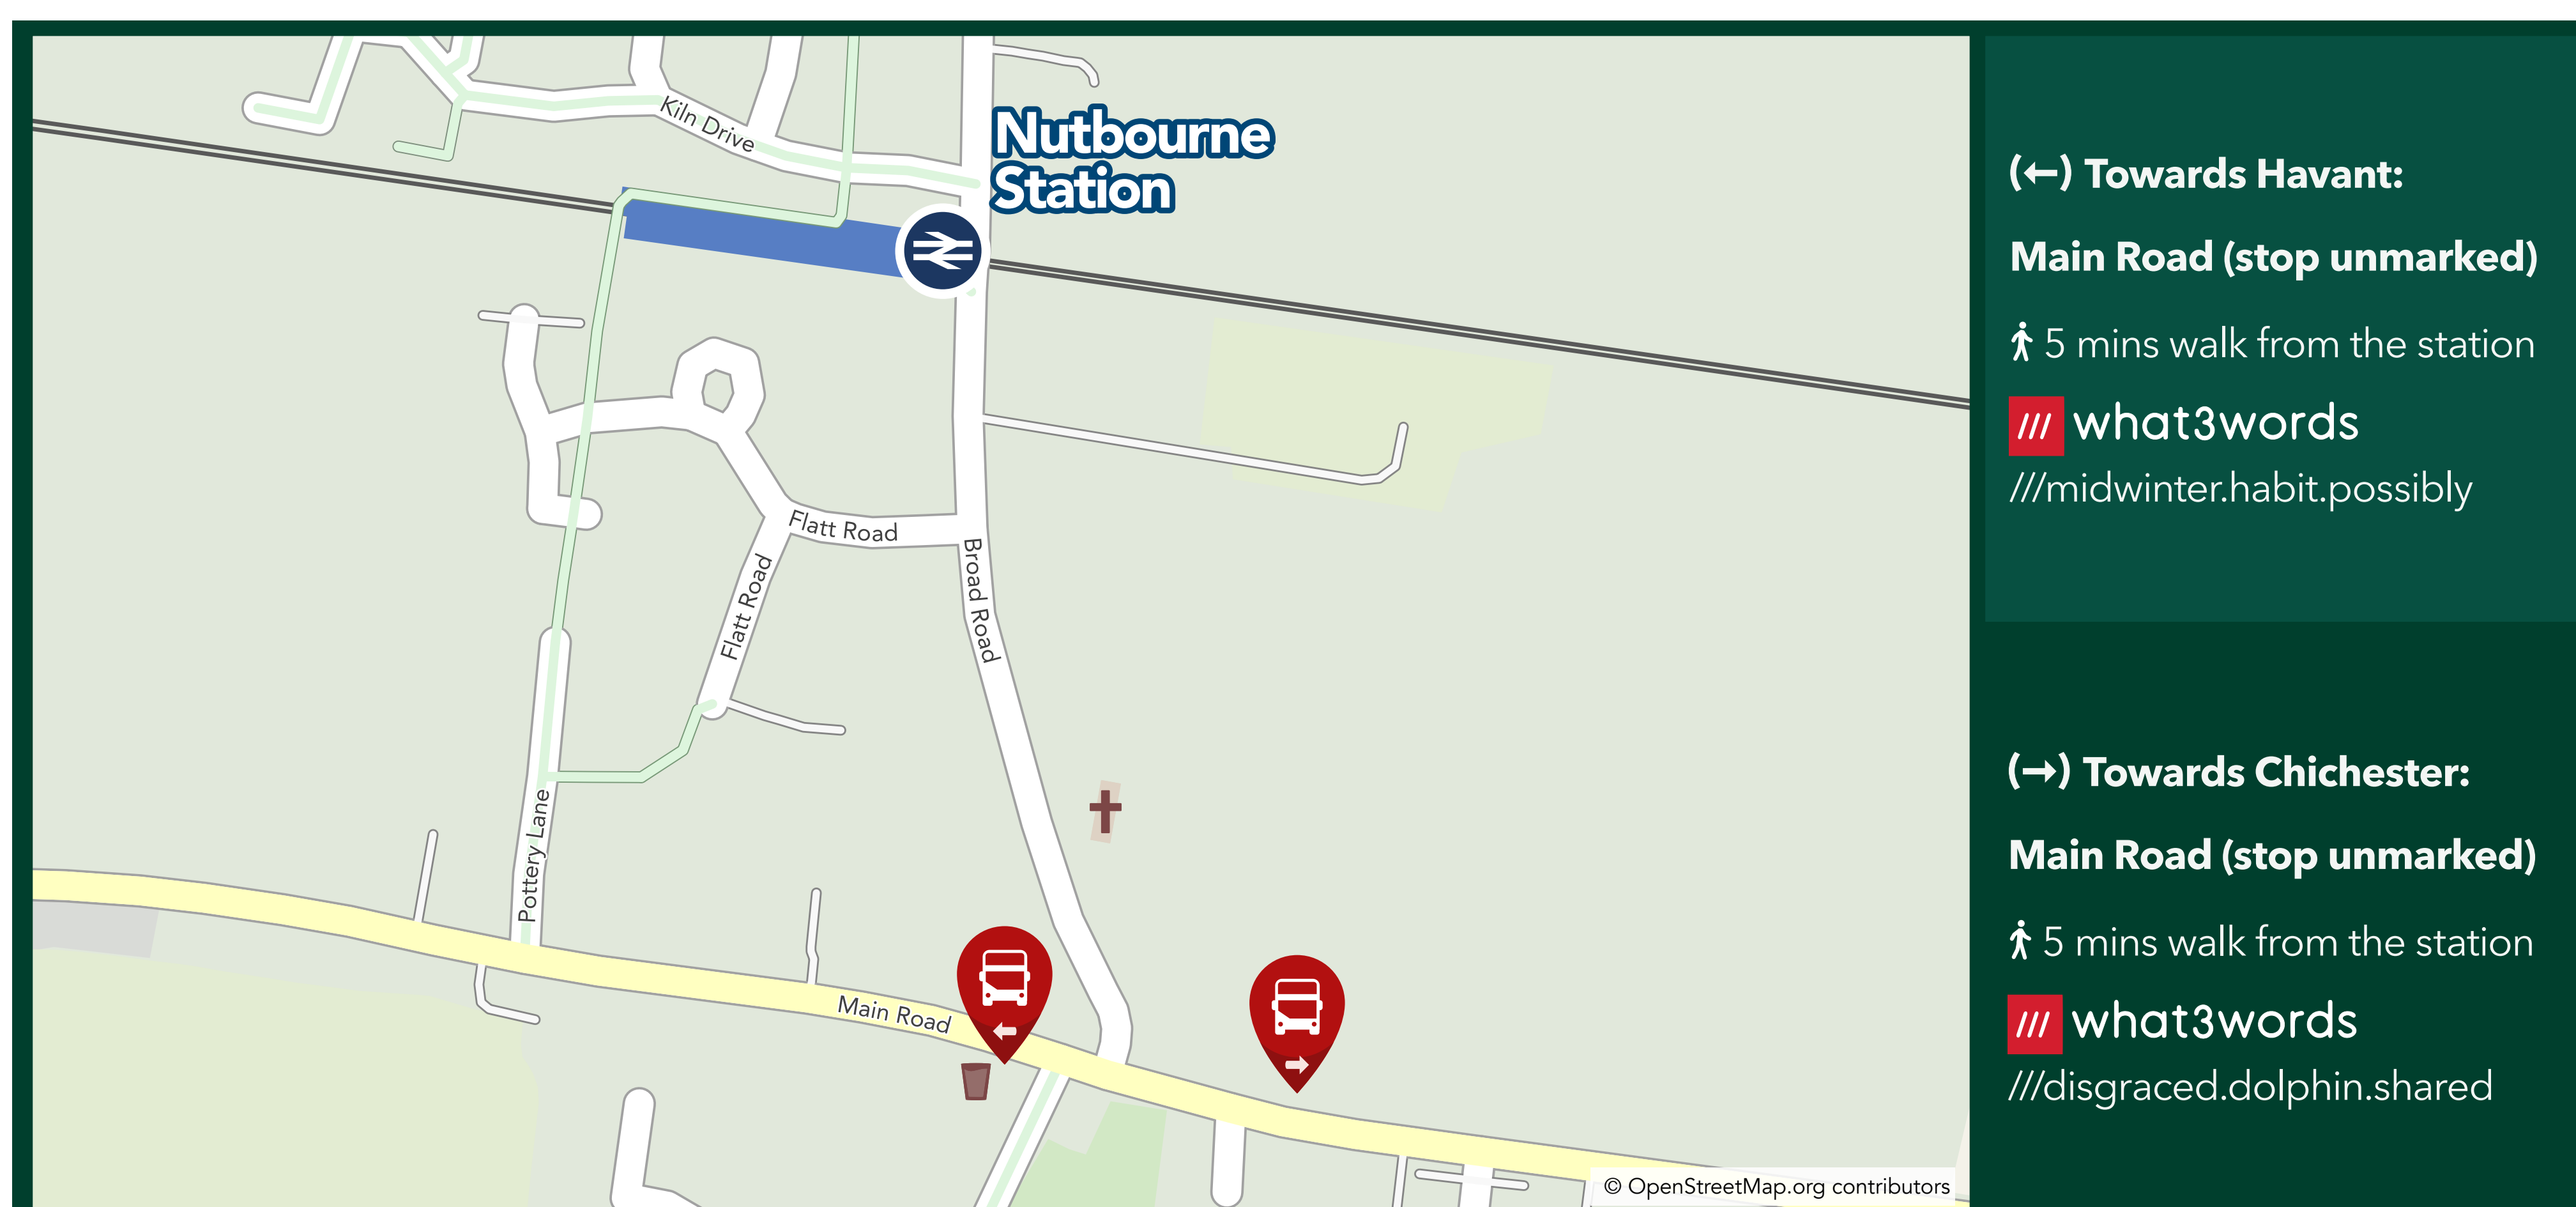 Kiln Drive
Nutbourne
Station
Flatt Road
Flatt Road
Broad Road
Pottery Lane
Main Road
© OpenStreetMap.org contributors
(←) Towards Havant:
Main Road (stop unmarked)
5 mins walk from the station
/// what3words
///midwinter.habit.possibly
(→) Towards Chichester:
Main Road (stop unmarked)
5 mins walk from the station
/// what3words
///disgraced.dolphin.shared